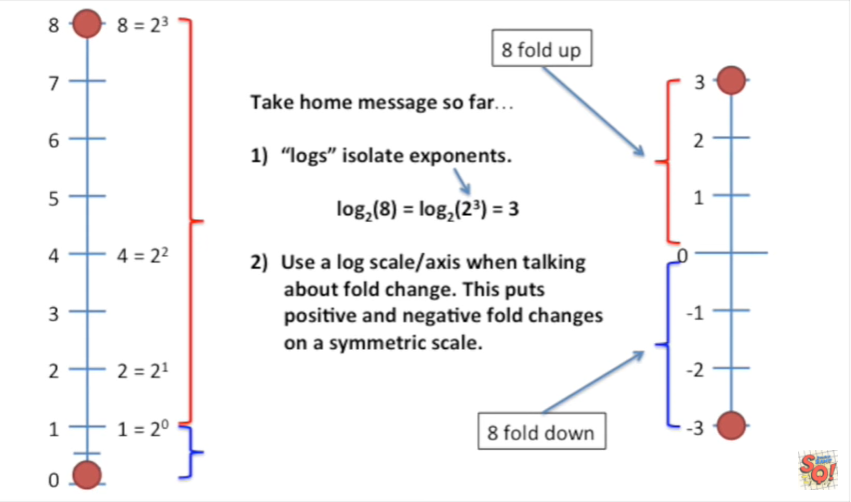 8
8 = 2³
7
6
5
4
4 = 2²
3
2
2 = 2¹
1
1 = 2⁰
0
Take home message so far…
1) “logs” isolate exponents.
log₂(8) = log₂(2³) = 3
2) Use a log scale/axis when talking
about fold change. This puts
positive and negative fold changes
on a symmetric scale.
8 fold up
8 fold down
3
2
1
0
-1
-2
-3
SQ!